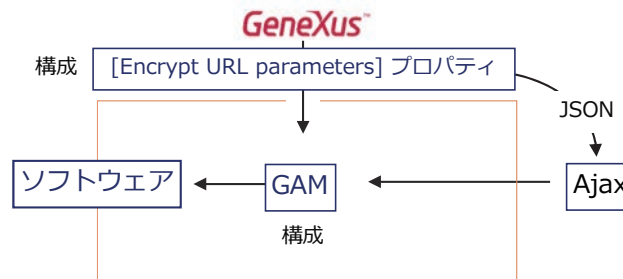 GeneXus™
構成
[Encrypt URL parameters] プロパティ
JSON
ソフトウェア
GAM
Ajax
構成